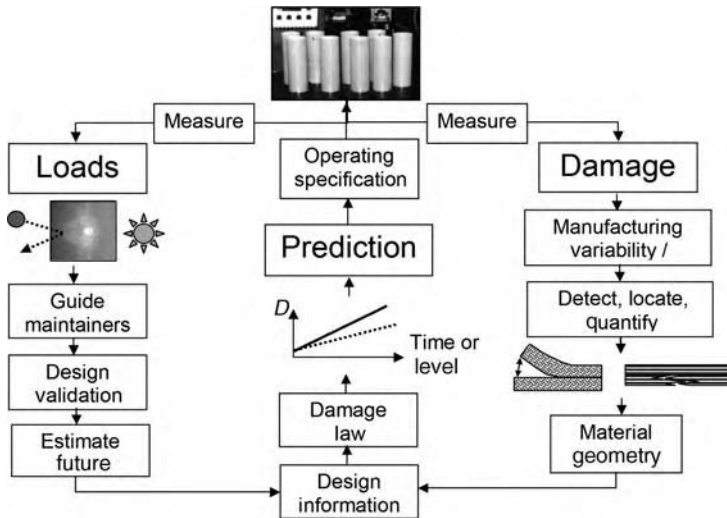 Measure
Measure
Loads
Operating
specification
Damage
Prediction
Manufacturing
variability /
Guide
maintainers
D
Time or
level
Detect, locate,
quantify
Design
validation
Damage
law
Estimate
future
Material
geometry
Design
information